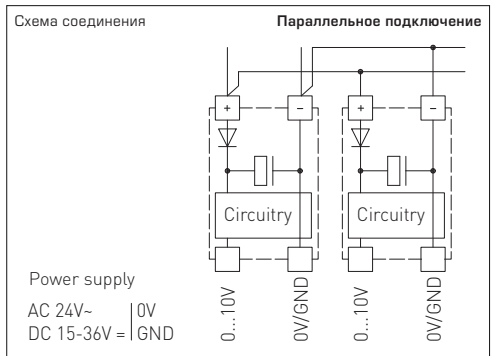 Схема соединения
Параллельное подключение
+ – + –
Circuitry
Circuitry
Power supply
AC 24V~ 0V
DC 15-36V = GND
0...10V
0V/GND
0...10V
0V/GND